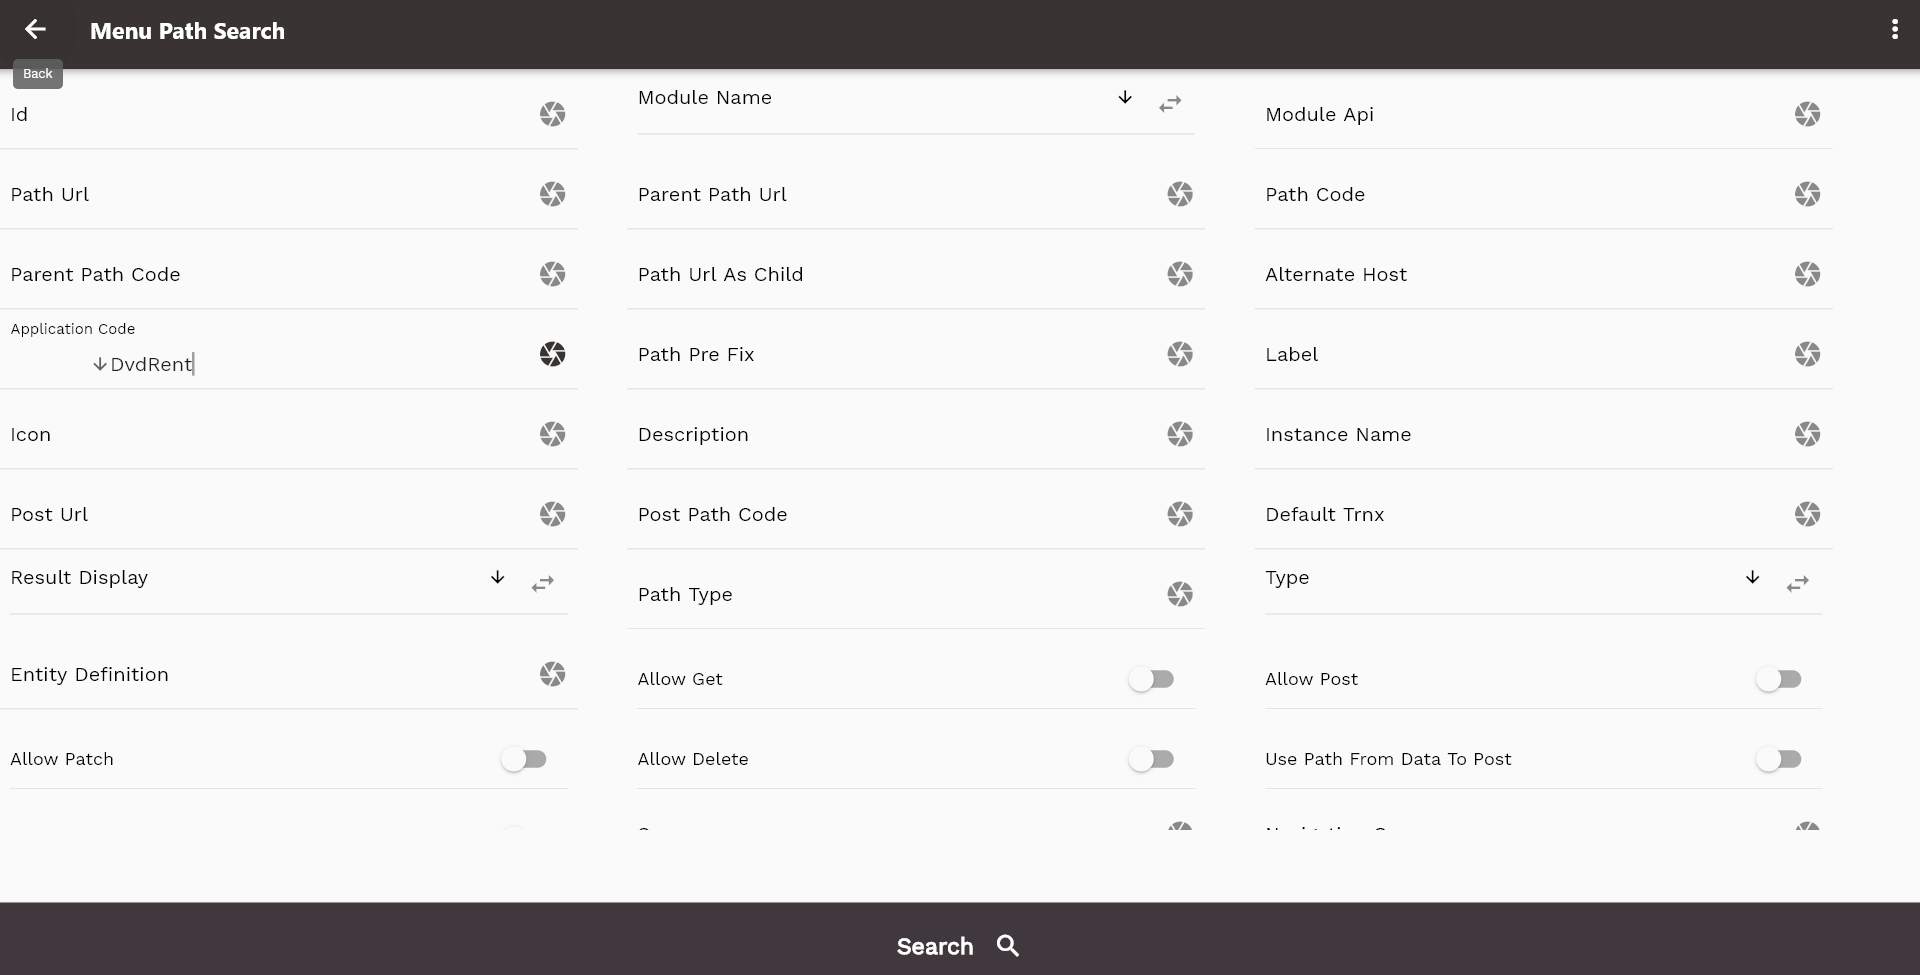 Menu Path Search
Back
Id
Module Name
Module Api
Path Url
Parent Path Url
Path Code
Parent Path Code
Path Url As Child
Alternate Host
Application Code
DvdRent
Path Pre Fix
Label
Icon
Description
Instance Name
Post Url
Post Path Code
Default Trnx
Result Display
Path Type
Type
Entity Definition
Allow Get
Allow Post
Allow Patch
Allow Delete
Use Path From Data To Post
Search